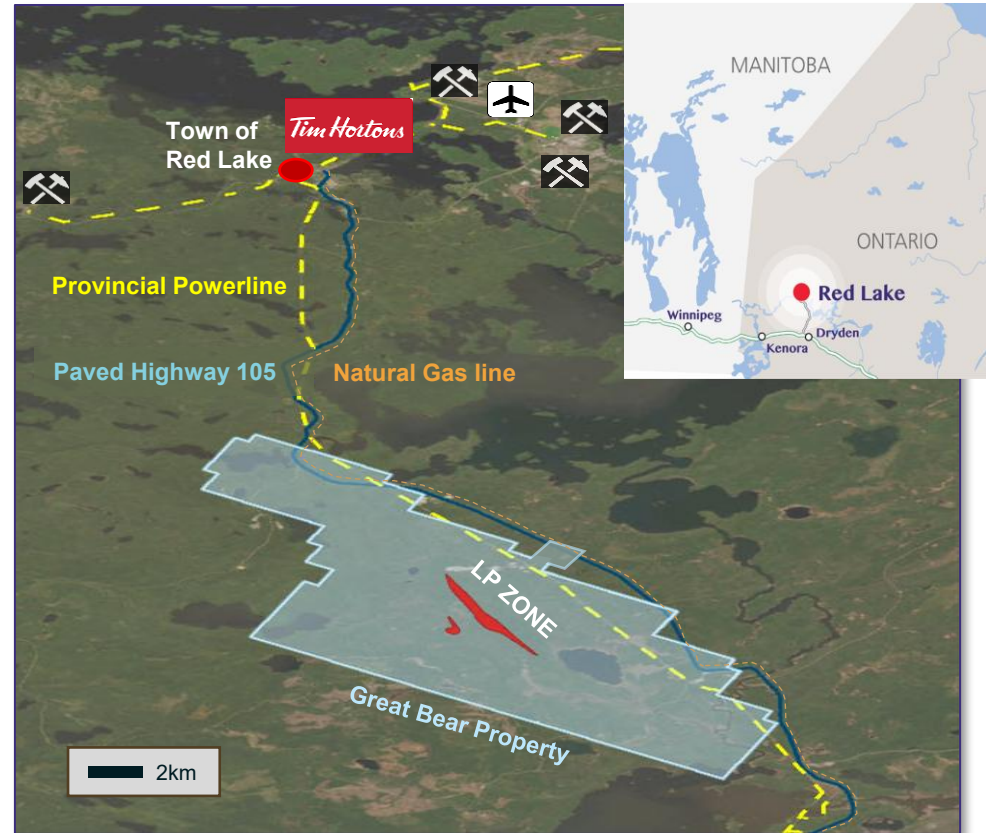 Town of
Red Lake
Tim Hortons
Provincial Powerline
Paved Highway 105
Natural Gas line
LP ZONE
Great Bear Property
2km
MANITOBA
ONTARIO
Red Lake
Winnipeg
Dryden
Kenora